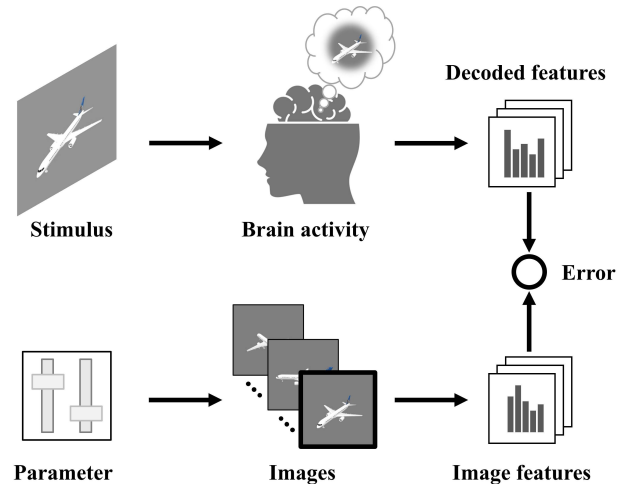 Decoded features
Stimulus
Brain activity
Error
Parameter
Images
Image features